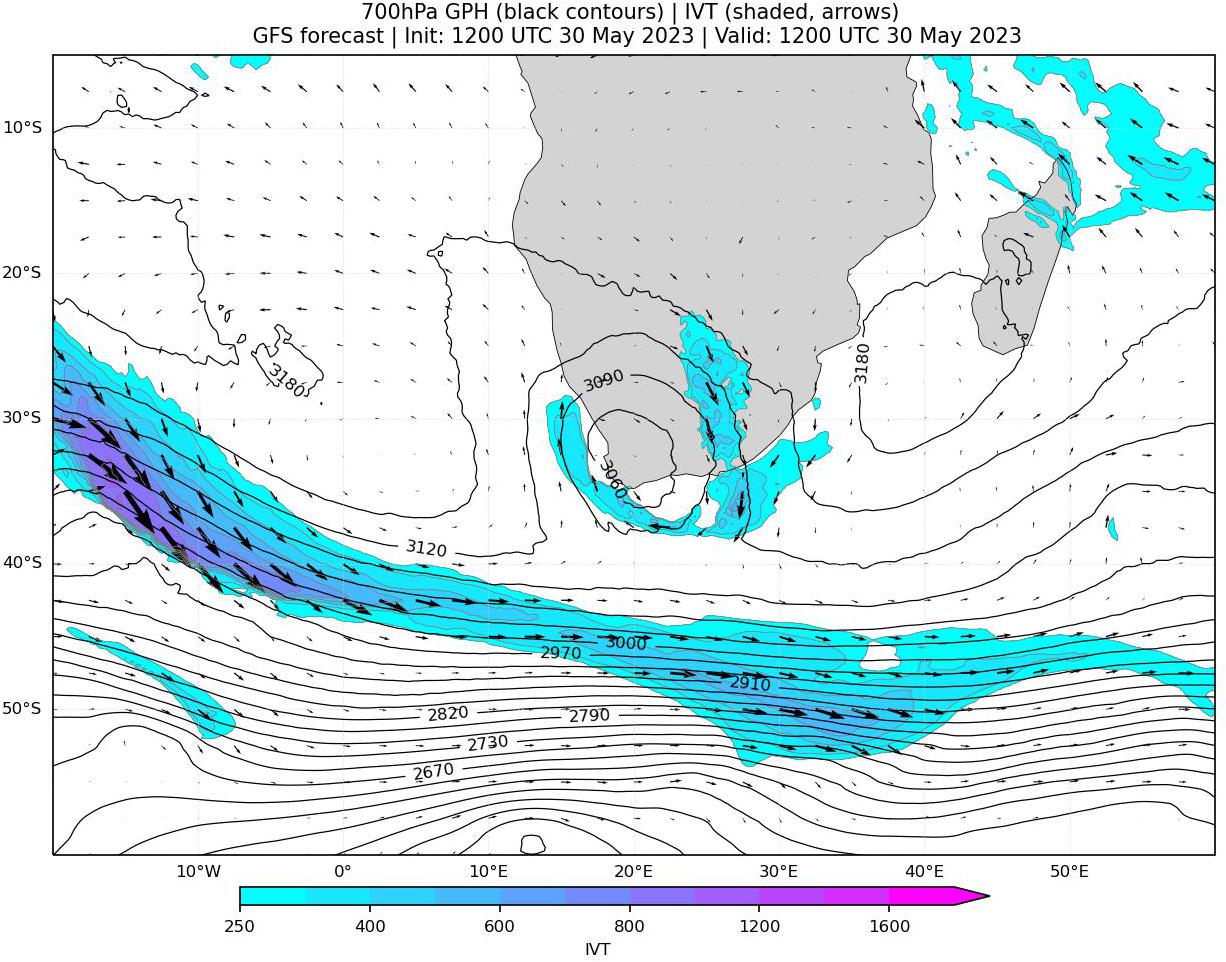 700hPa GPH (black contours) | IVT (shaded, arrows)
GFS forecast | Init: 1200 UTC 30 May 2023 | Valid: 1200 UTC 30 May 2023
10°S
20°S
3180
3180
3090
30°S
3060
3120
40°S
3000
2970
2910
50°S
2820
2790
2730
2670
10°W 0° 10°E 20°E 30°E 40°E 50°E
250 400 600 800 1200 1600
IVT